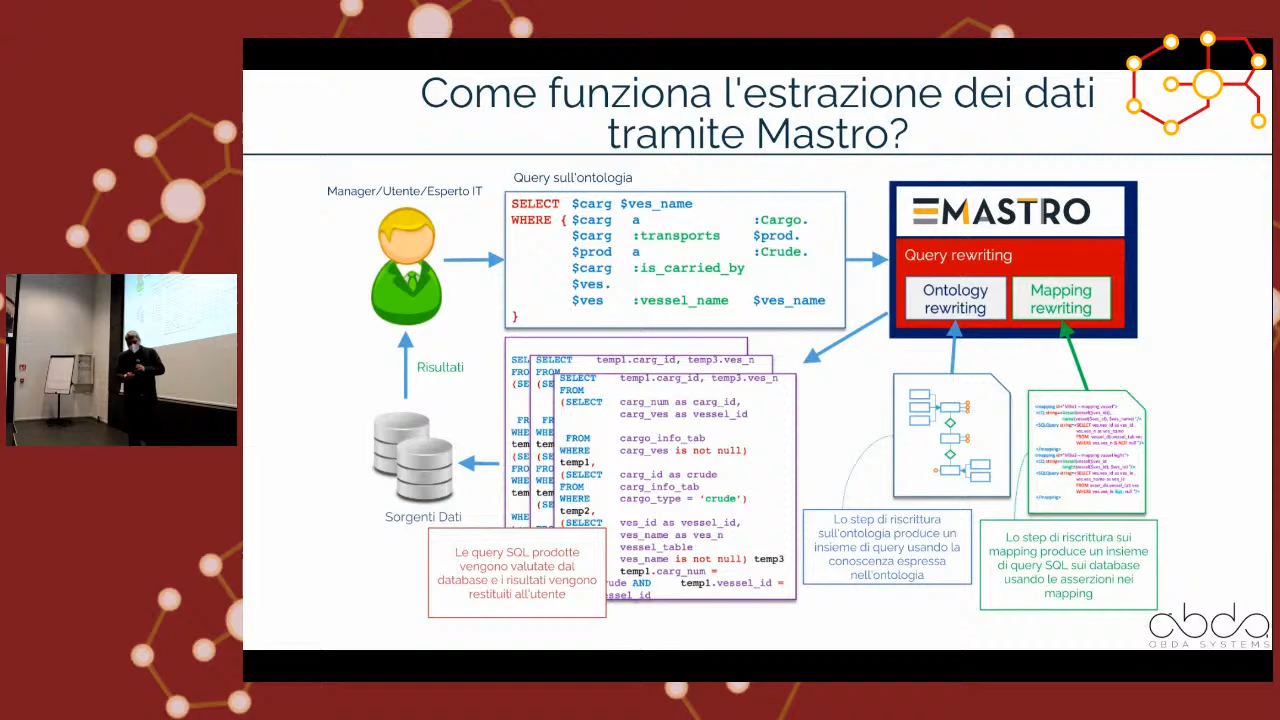 Come funziona l'estrazione dei dati
tramite Mastro?
Manager/Utente/Esperto IT
Query sull'ontologia
SELECT $carg $ves_name
WHERE { $carg a :Cargo.
$carg :transports $prod.
$prod a :Crude.
$carg :is_carried_by
$ves.
$ves :vessel_name $ves_name
}
MASTRO
Query rewriting
Ontology
rewriting
Mapping
rewriting
Risultati
SELECT temp1.carg_id, temp3.ves_n
SELECT temp1.carg_id, temp3.ves_n
FROM
(SELECT carg_num as carg_id,
carg_ves as vessel_id
FROM cargo_info_tab
WHERE carg_ves is not null)
temp1,
(SELECT carg_id as crude
FROM carg_info_tab
WHERE cargo_type = 'crude')
temp2,
(SELECT ves_id as vessel_id,
ves_name as ves_n
vessel_table
ves_name is not null) temp3
temp1.carg_num =
AND temp1.vessel_id =
Sorgenti Dati
Le query SQL prodotte
vengono valutate dal
database e i risultati vengono
restituiti all'utente
Lo step di riscrittura
sull'ontologia produce un
insieme di query usando la
conoscenza espressa
nell'ontologia
Lo step di riscrittura sui
mapping produce un insieme
di query SQL sui database
usando le asserzioni nei
mapping
obda
OBDA SYSTEMS